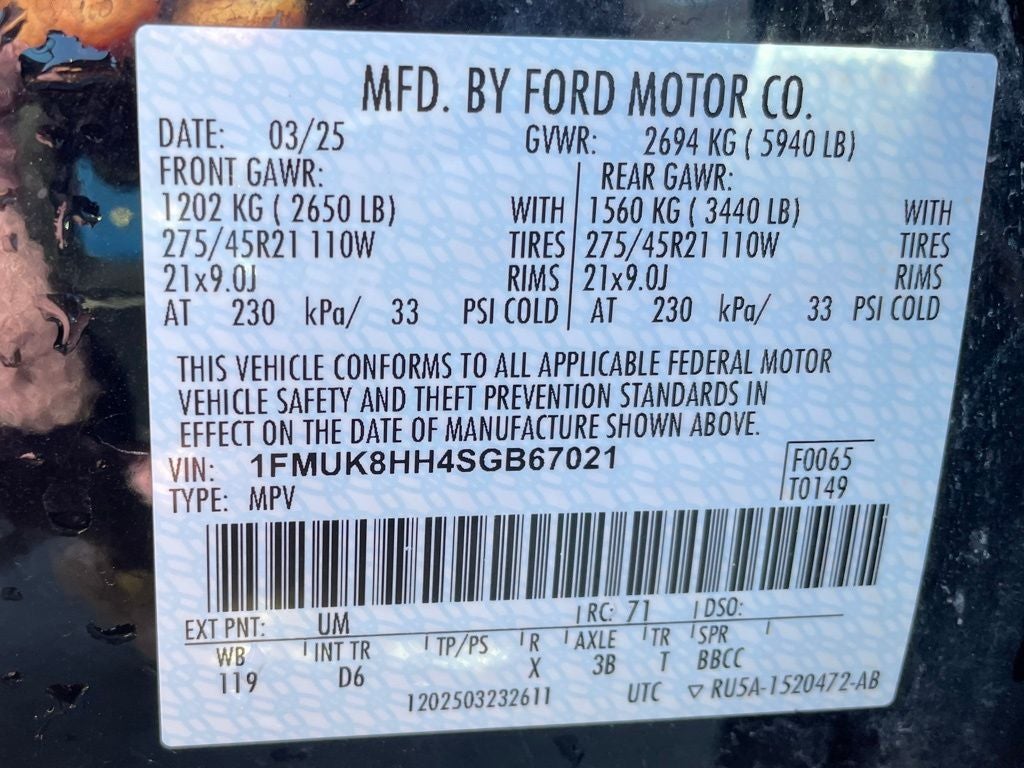 MFD. BY FORD MOTOR CO.
DATE: 03/25 GVWR: 2694 KG ( 5940 LB)
FRONT GAWR: REAR GAWR:
1202 KG ( 2650 LB) WITH 1560 KG ( 3440 LB) WITH
275/45R21 110W TIRES 275/45R21 110W TIRES
21x9.0J RIMS 21x9.0J RIMS
AT 230 kPa/ 33 PSI COLD AT 230 kPa/ 33 PSI COLD
THIS VEHICLE CONFORMS TO ALL APPLICABLE FEDERAL MOTOR
VEHICLE SAFETY AND THEFT PREVENTION STANDARDS IN
EFFECT ON THE DATE OF MANUFACTURE SHOWN ABOVE.
VIN: 1FMUK8HH4SGB67021 F0065
TYPE: MPV T0149
EXT PNT: UM RC: 71 DSO:
WB INT TR TP/PS R AXLE TR SPR
119 D6 X 3B T BBCC
1202503232611 UTC ▽ RU5A-1520472-AB